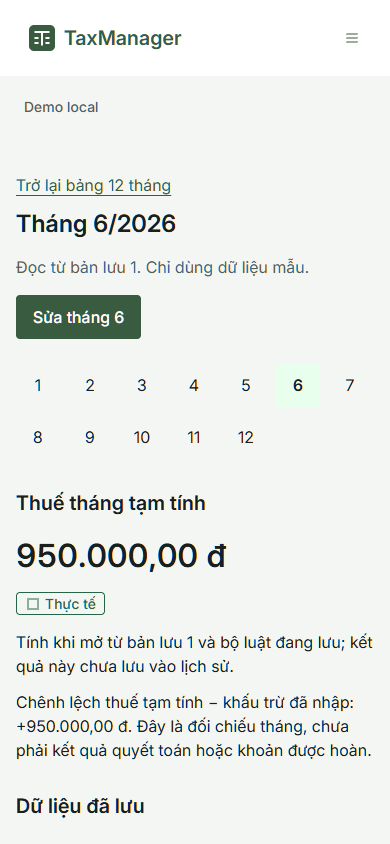 TaxManager
Demo local
Trở lại bảng 12 tháng
Tháng 6/2026
Đọc từ bản lưu 1. Chỉ dùng dữ liệu mẫu.
Sửa tháng 6
1 2 3 4 5 6 7
8 9 10 11 12
Thuế tháng tạm tính
950.000,00 đ
Thực tế
Tính khi mở từ bản lưu 1 và bộ luật đang lưu; kết
quả này chưa lưu vào lịch sử.
Chênh lệch thuế tạm tính − khấu trừ đã nhập:
+950.000,00 đ. Đây là đối chiếu tháng, chưa
phải kết quả quyết toán hoặc khoản được hoàn.
Dữ liệu đã lưu